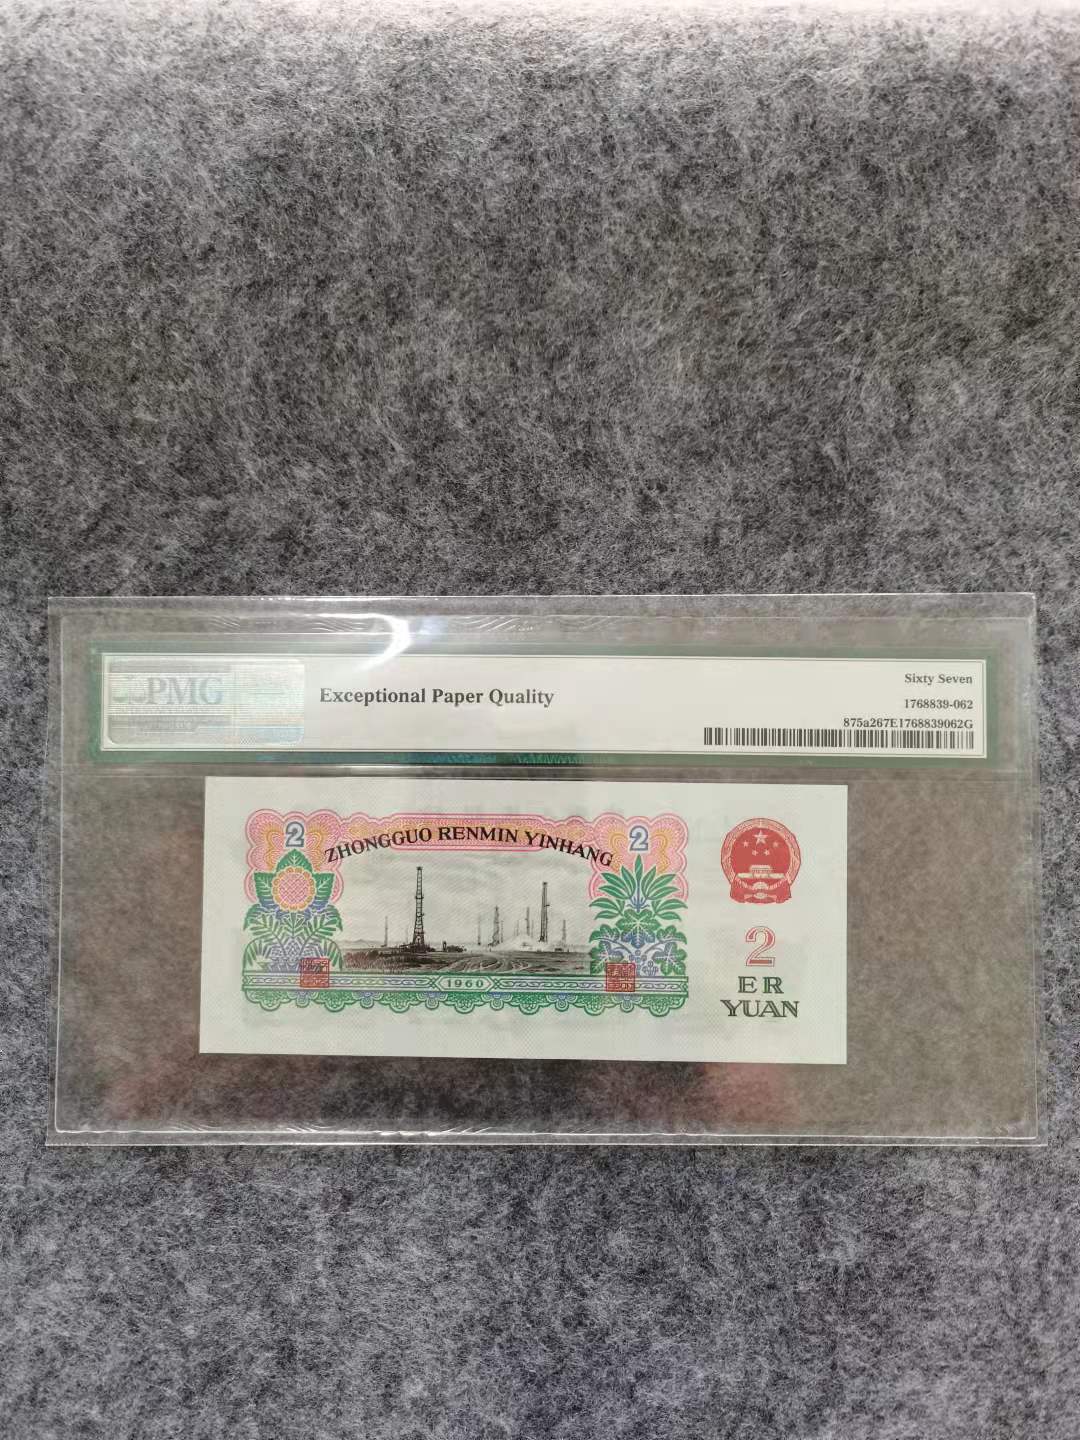 PMG
Exceptional Paper Quality
Sixty Seven
1768839-062
875a267E1768839062G
2
ZHONGGUO RENMIN YINHANG
2
1960
2
ER
YUAN